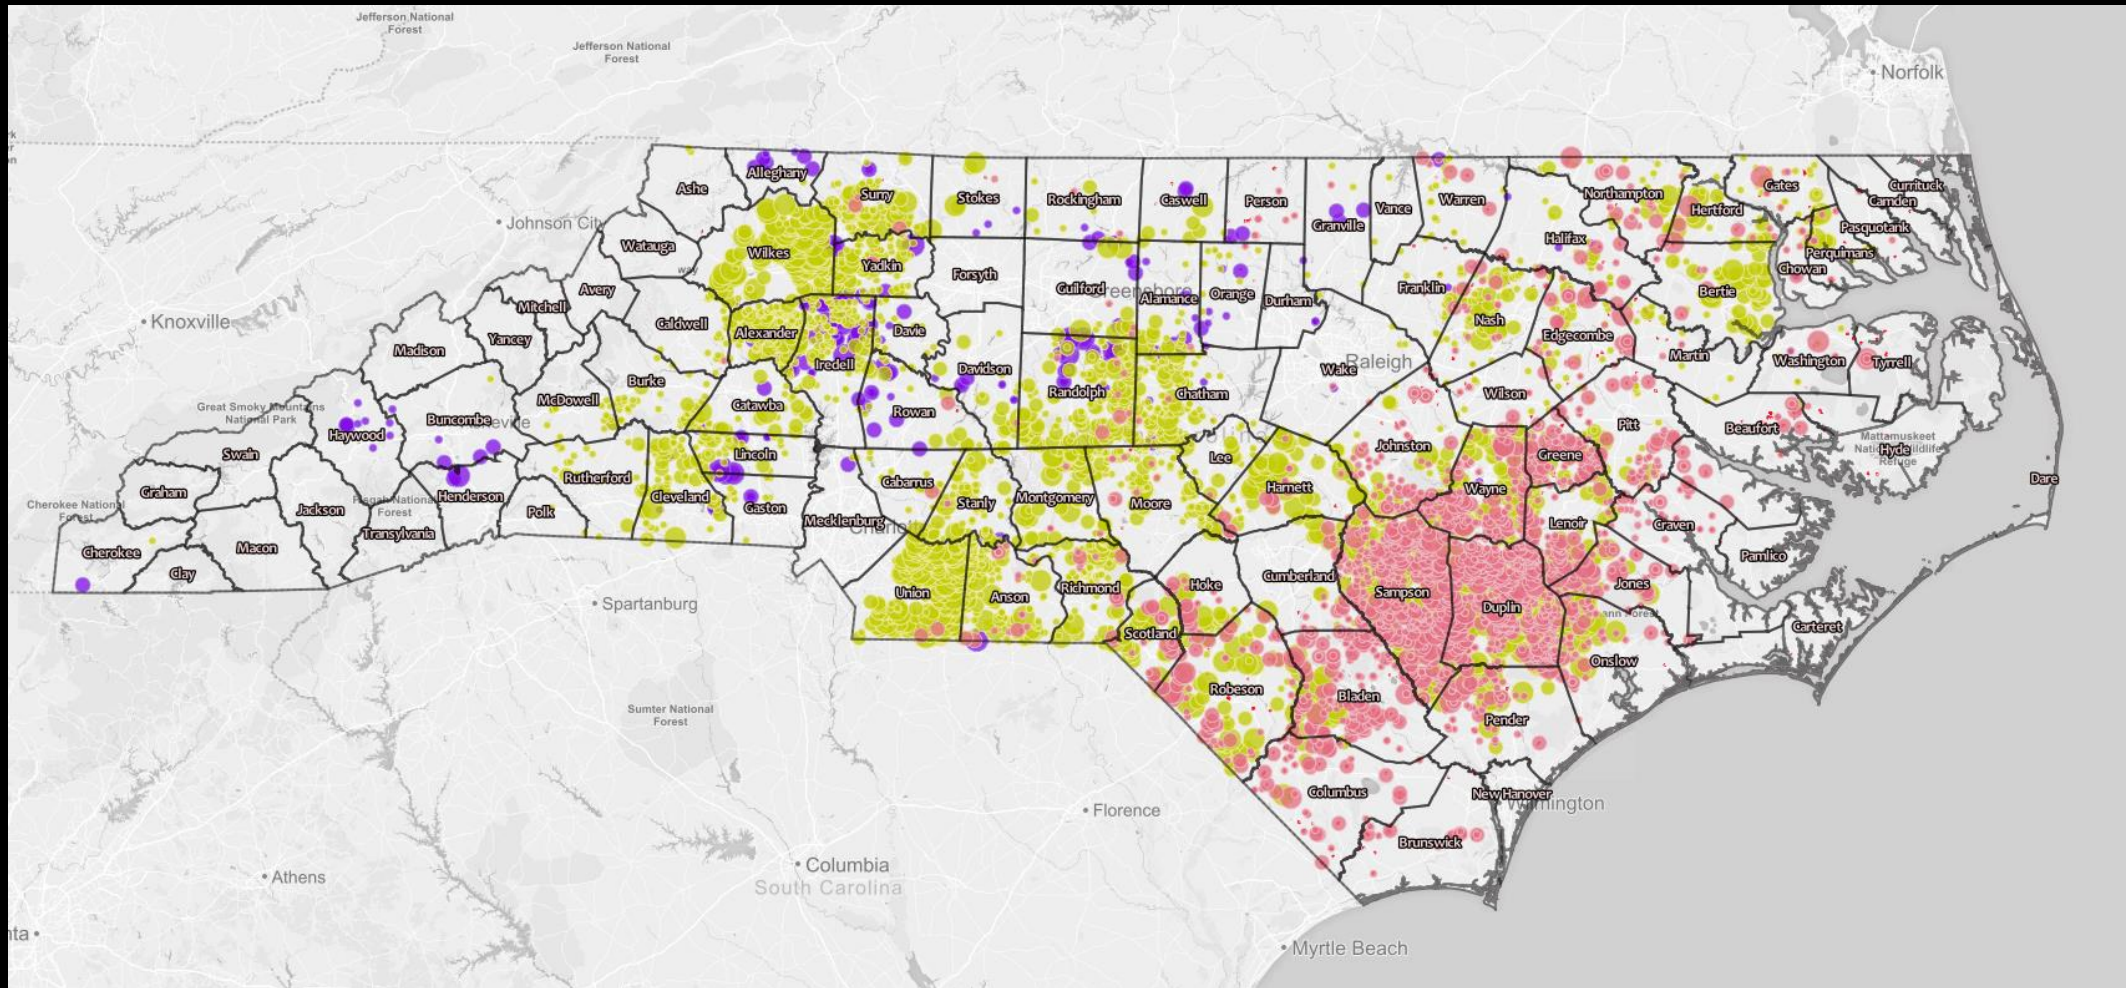 Jefferson National
Forest
Jefferson National
Forest
Norfolk
Johnson City
Knoxville
Great Smoky Mountains
National Park
Cherokee National
Forest
Spartanburg
Sumter National
Forest
Athens
Columbia
South Carolina
Florence
Myrtle Beach
Wilmington
Raleigh
Greensboro
Mattamuskeet
Refuge
Ashe
Alleghany
Surry
Stokes
Rockingham
Caswell
Person
Granville
Vance
Warren
Northampton
Gates
Currituck
Camden
Pasquotank
Hertford
Halifax
Perquimans
Chowan
Watauga
Wilkes
Yadkin
Forsyth
Guilford
Alamance
Orange
Durham
Franklin
Nash
Edgecombe
Bertie
Martin
Washington
Tyrrell
Avery
Mitchell
Yancey
Madison
Caldwell
Alexander
Iredell
Davie
Davidson
Randolph
Chatham
Wake
Wilson
Pitt
Beaufort
Hyde
Dare
Haywood
Buncombe
McDowell
Burke
Catawba
Rowan
Lincoln
Swain
Graham
Cherokee
Clay
Macon
Jackson
Transylvania
Henderson
Polk
Rutherford
Cleveland
Gaston
Mecklenburg
Cabarrus
Stanly
Montgomery
Moore
Lee
Harnett
Johnston
Wayne
Greene
Lenoir
Craven
Pamlico
Union
Anson
Richmond
Scotland
Hoke
Cumberland
Sampson
Duplin
Jones
Carteret
Onslow
Robeson
Bladen
Pender
Columbus
New Hanover
Brunswick